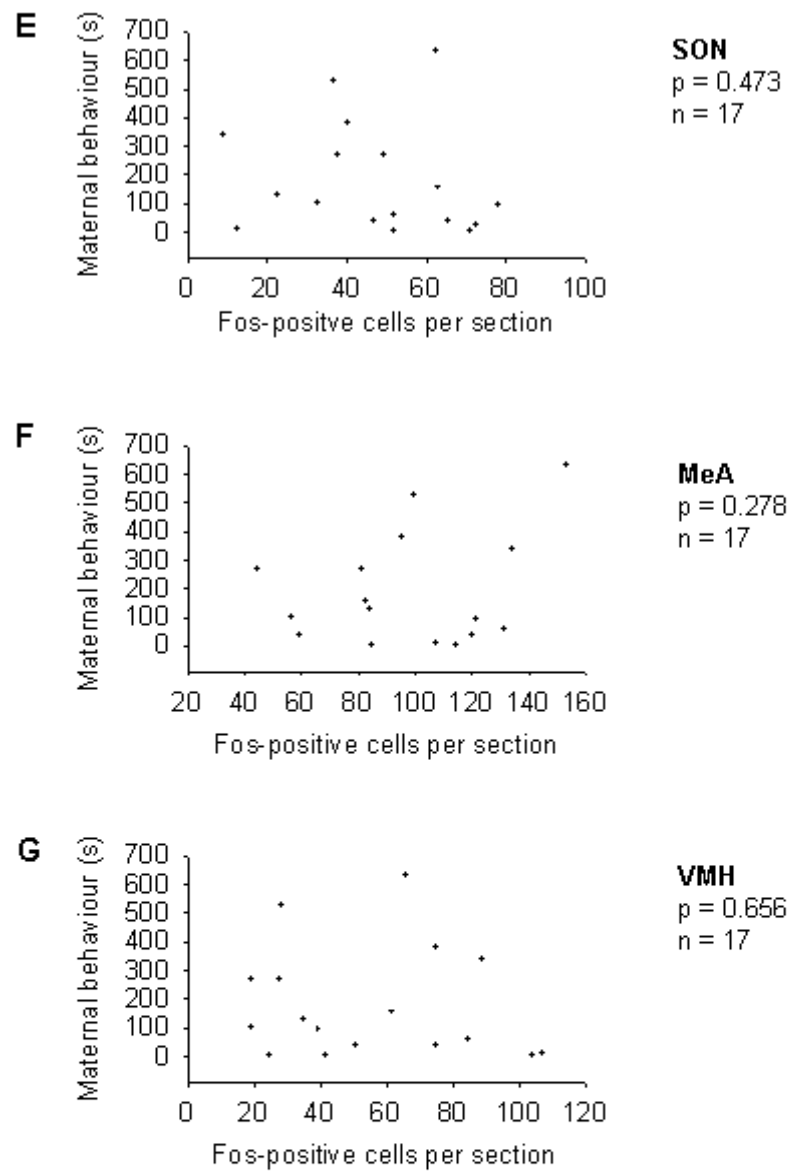 E
Maternal behaviour (s)
700
600
500
400
300
200
100
0
0 20 40 60 80 100
Fos-positve cells per section
SON
p = 0.473
n = 17
F
Maternal behaviour (s)
700
600
500
400
300
200
100
0
20 40 60 80 100 120 140 160
Fos-positive cells per section
MeA
p = 0.278
n = 17
G
Maternal behaviour (s)
700
600
500
400
300
200
100
0
0 20 40 60 80 100 120
Fos-positive cells per section
VMH
p = 0.656
n = 17